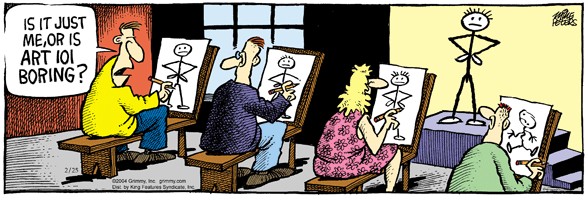 IS IT JUST
ME, OR IS
ART 101
BORING?
MIKE
PETERS
2/25
©2004 Grimmy, Inc. grimmy.com
Dist. by King Features Syndicate, Inc.